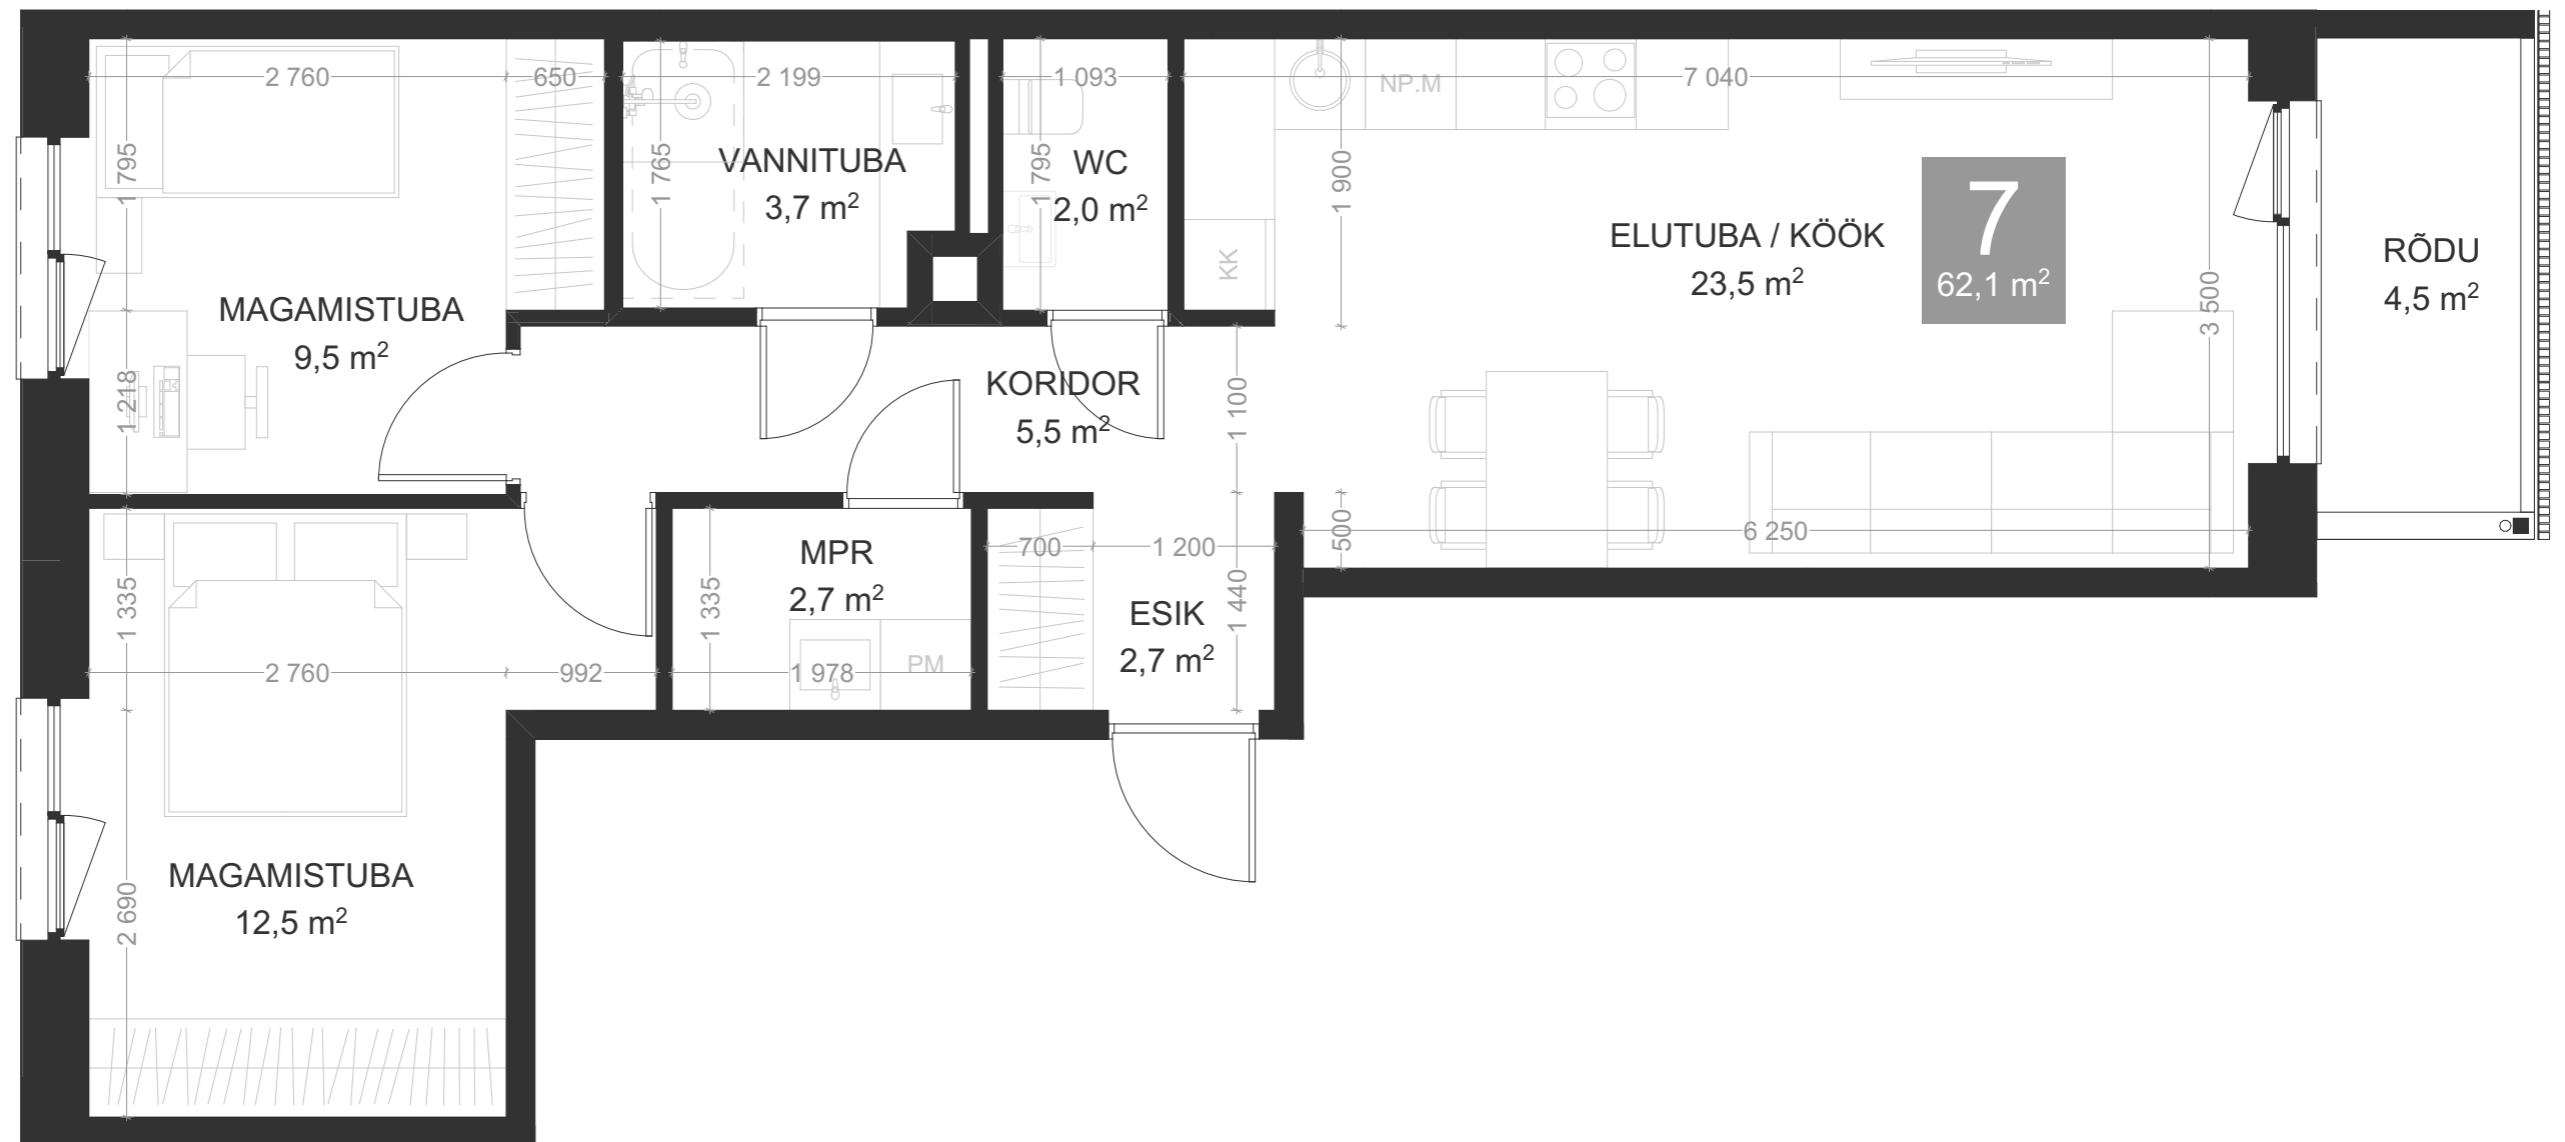 2 760
650
2 199
1 093
NP.M
7 040
1 795
1 765
VANNITUBA
3,7 m²
1 795
WC
2,0 m²
1 900
KK
ELUTUBA / KÖÖK
23,5 m²
7
62,1 m²
3 500
RÕDU
4,5 m²
MAGAMISTUBA
9,5 m²
1 218
KORIDOR
5,5 m²
1 100
500
6 250
700
1 200
MPR
2,7 m²
1 335
1 335
1 440
ESIK
2,7 m²
2 760
992
1 978
PM
MAGAMISTUBA
12,5 m²
2 690